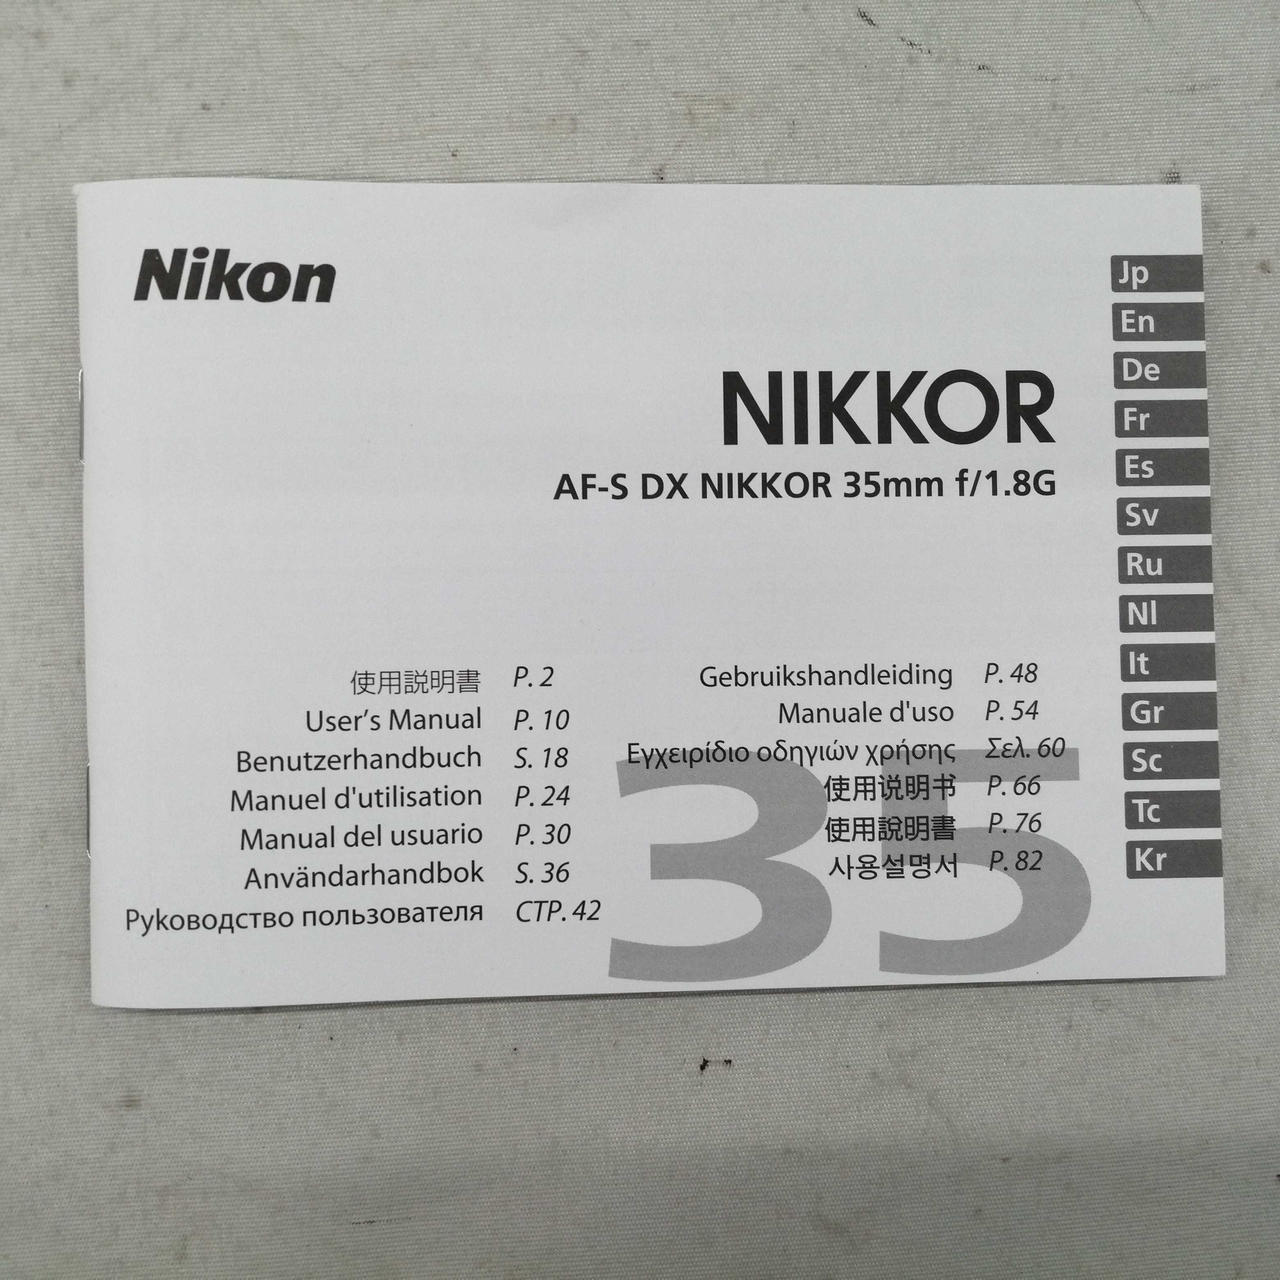 Nikon
NIKKOR
AF-S DX NIKKOR 35mm f/1.8G
使用説明書 P. 2
User's Manual P. 10
Benutzerhandbuch S. 18
Manuel d'utilisation P. 24
Manual del usuario P. 30
Användarhandbok S. 36
Руководство пользователя СТР. 42
Gebruikshandleiding P. 48
Manuale d'uso P. 54
Εγχειρίδιο οδηγιών χρήσης Σελ. 60
使用说明书 P. 66
使用說明書 P. 76
사용설명서 P. 82
35
Jp
En
De
Fr
Es
Sv
Ru
Nl
It
Gr
Sc
Tc
Kr